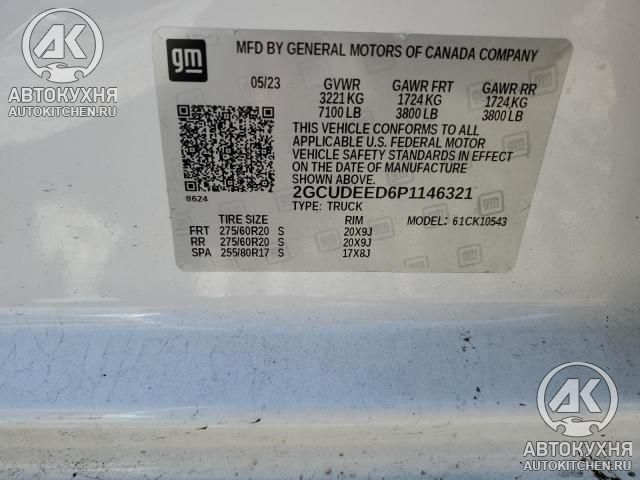 AK
АВТОКУХНЯ
AUTOKITCHEN.RU
gm
MFD BY GENERAL MOTORS OF CANADA COMPANY
05/23 GVWR GAWR FRT GAWR RR
3221 KG 1724 KG 1724 KG
7100 LB 3800 LB 3800 LB
THIS VEHICLE CONFORMS TO ALL
APPLICABLE U.S. FEDERAL MOTOR
VEHICLE SAFETY STANDARDS IN EFFECT
ON THE DATE OF MANUFACTURE
SHOWN ABOVE.
8624
2GCUDEED6P1146321
TYPE: TRUCK MODEL: 61CK10543
TIRE SIZE RIM
FRT 275/60R20 S 20X9J
RR 275/60R20 S 20X9J
SPA 255/80R17 S 17X8J
AK
АВТОКУХНЯ
AUTOKITCHEN.RU